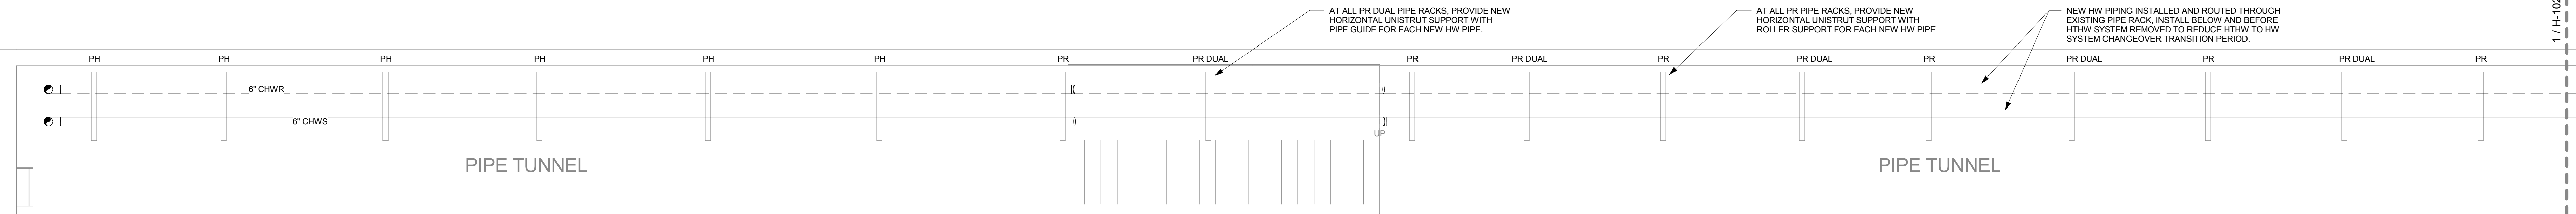 AT ALL PR DUAL PIPE RACKS, PROVIDE NEW
HORIZONTAL UNISTRUT SUPPORT WITH
PIPE GUIDE FOR EACH NEW HW PIPE.
AT ALL PR PIPE RACKS, PROVIDE NEW
HORIZONTAL UNISTRUT SUPPORT WITH
ROLLER SUPPORT FOR EACH NEW HW PIPE
NEW HW PIPING INSTALLED AND ROUTED THROUGH
EXISTING PIPE RACK, INSTALL BELOW AND BEFORE
HTHW SYSTEM REMOVED TO REDUCE HTHW TO HW
SYSTEM CHANGEOVER TRANSITION PERIOD.
1 / H-102
PH PH PH PH PH PH PR PR DUAL PR PR DUAL PR PR DUAL PR PR DUAL PR PR DUAL PR
6" CHWR
6" CHWS
UP
PIPE TUNNEL
PIPE TUNNEL